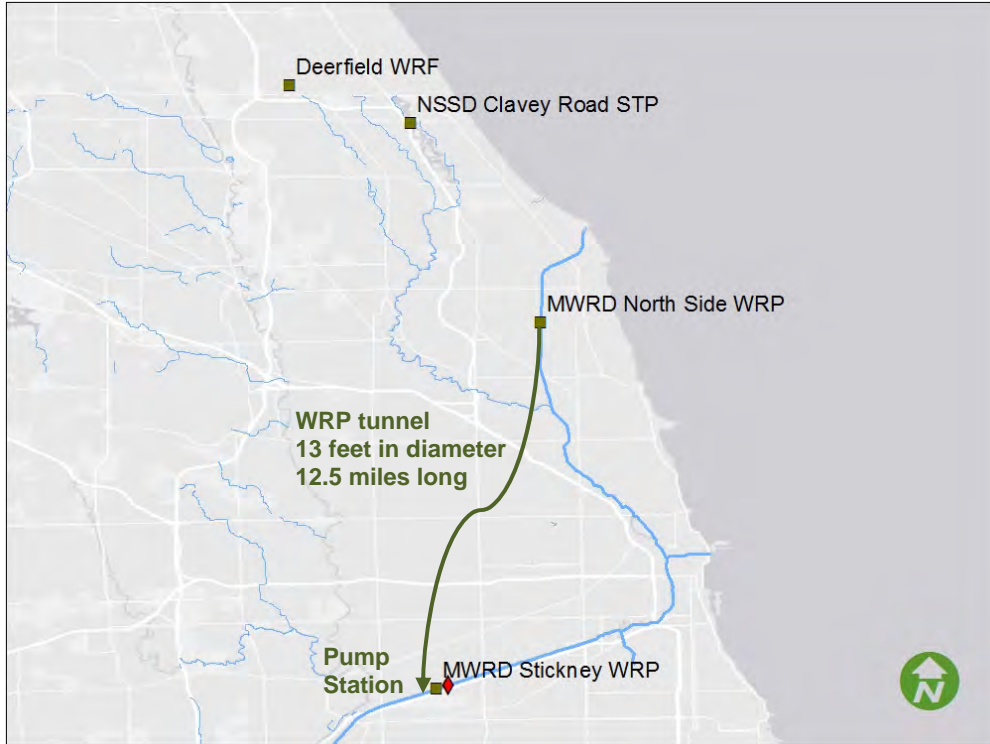 Deerfield WRF
NSSD Clavey Road STP
MWRD North Side WRP
WRP tunnel
13 feet in diameter
12.5 miles long
Pump
Station
MWRD Stickney WRP
N